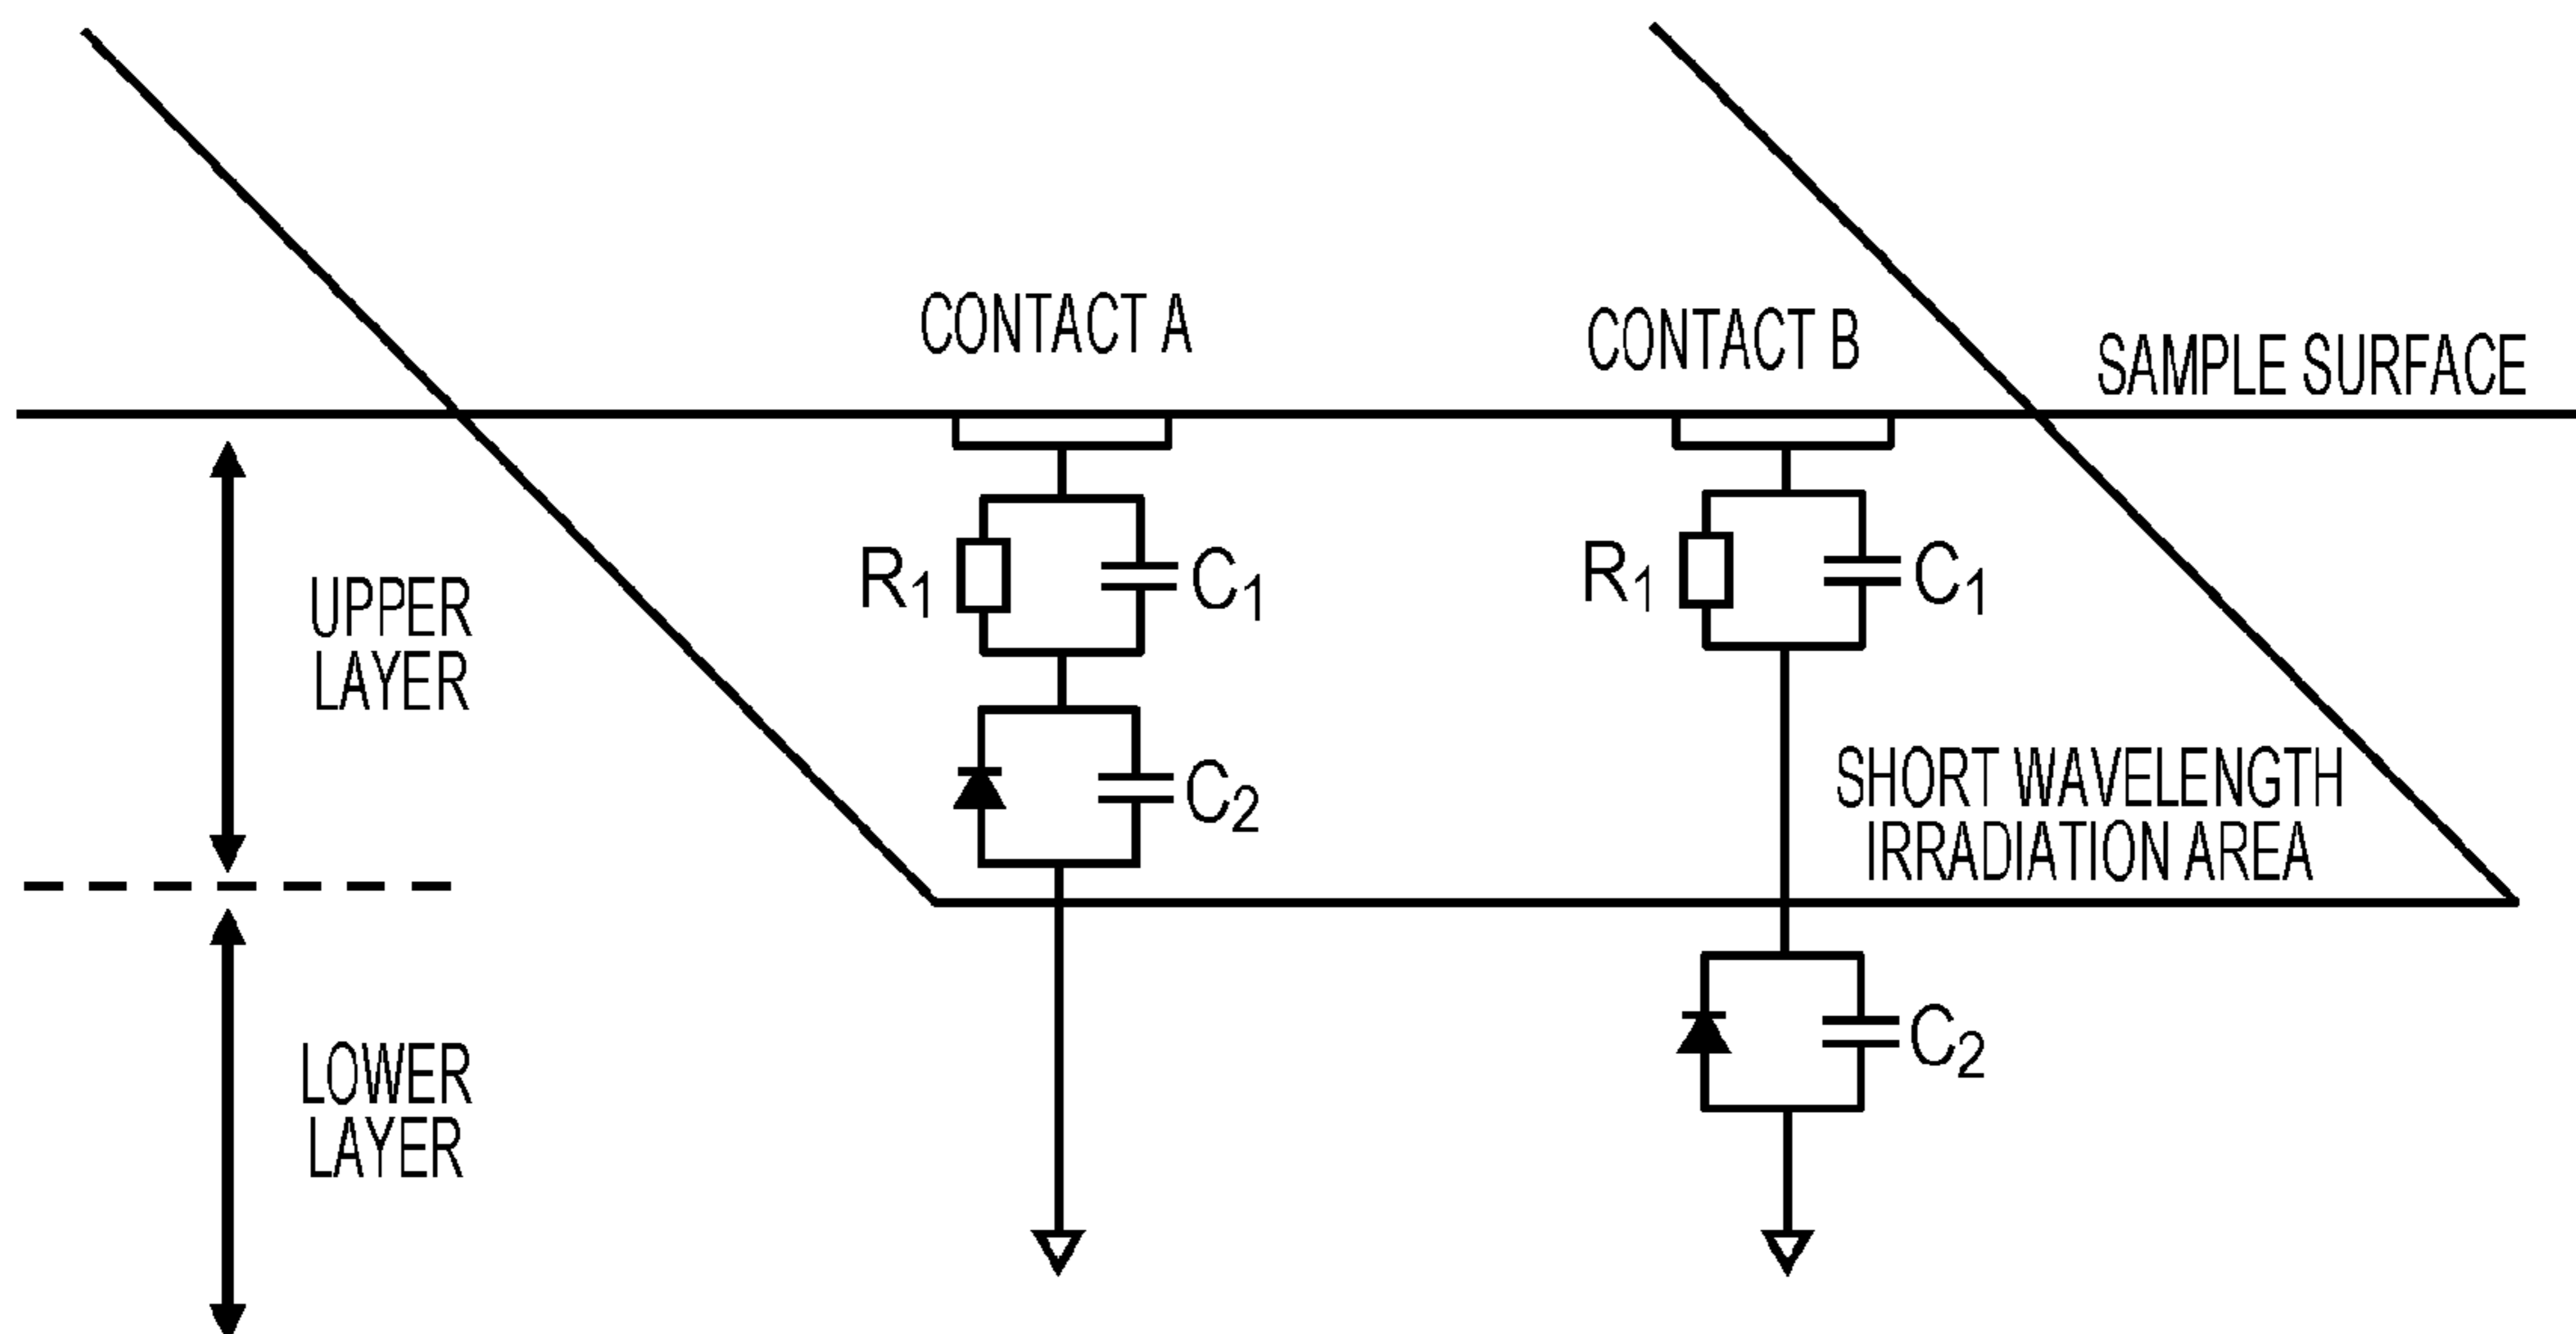 CONTACT A
CONTACT B
SAMPLE SURFACE
UPPER
LAYER
R1
C1
R1
C1
C2
SHORT WAVELENGTH
IRRADIATION AREA
LOWER
LAYER
C2